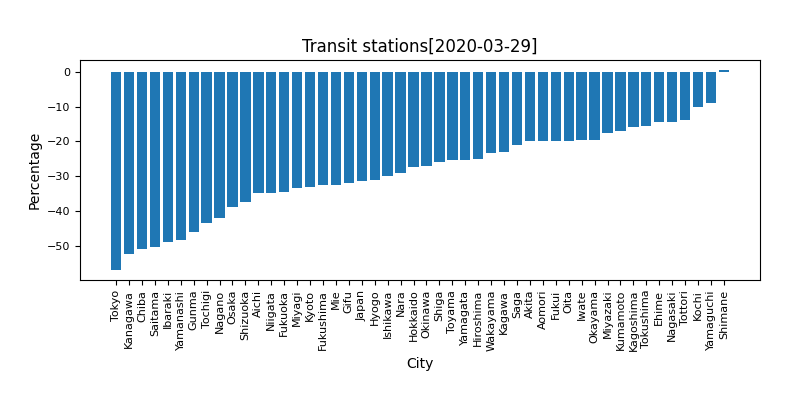 Transit stations[2020-03-29]
Percentage
0
−10
−20
−30
−40
−50
Tokyo
Kanagawa
Chiba
Saitama
Ibaraki
Yamanashi
Gunma
Tochigi
Nagano
Osaka
Shizuoka
Aichi
Niigata
Fukuoka
Miyagi
Kyoto
Fukushima
Mie
Gifu
Japan
Hyogo
Ishikawa
Nara
Hokkaido
Okinawa
Shiga
Toyama
Yamagata
Hiroshima
Wakayama
Kagawa
Saga
Akita
Aomori
Fukui
Oita
Iwate
Okayama
Miyazaki
Kumamoto
Kagoshima
Tokushima
Ehime
Nagasaki
Tottori
Kochi
Yamaguchi
Shimane
City